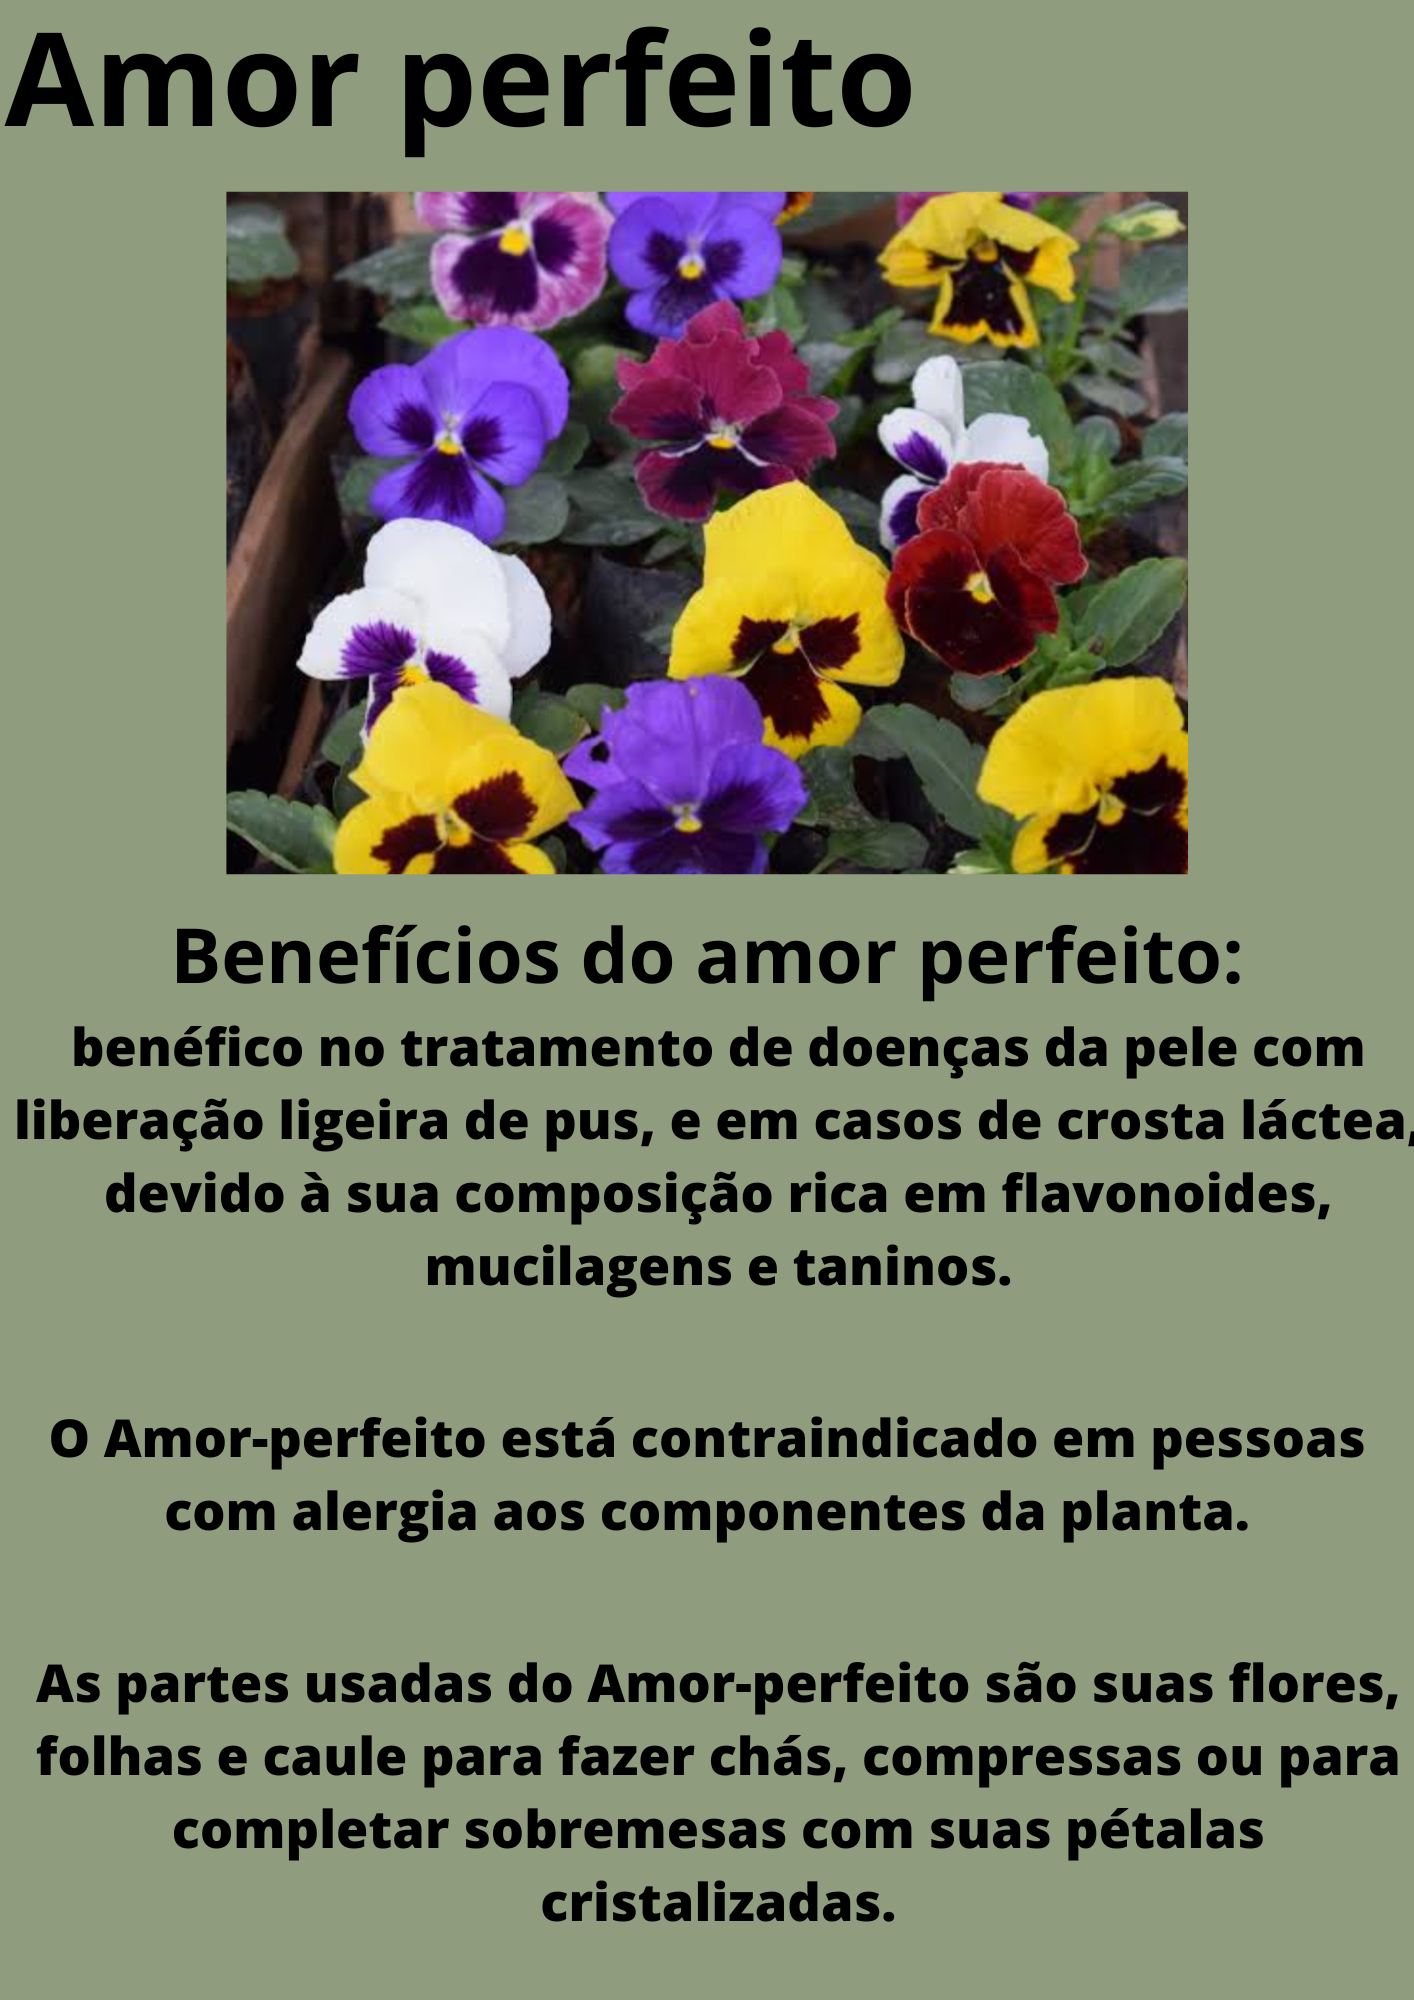 Amor perfeito
Benefícios do amor perfeito:
benéfico no tratamento de doenças da pele com
liberação ligeira de pus, e em casos de crosta láctea,
devido à sua composição rica em flavonoides,
mucilagens e taninos.
O Amor-perfeito está contraindicado em pessoas
com alergia aos componentes da planta.
As partes usadas do Amor-perfeito são suas flores,
folhas e caule para fazer chás, compressas ou para
completar sobremesas com suas pétalas
cristalizadas.